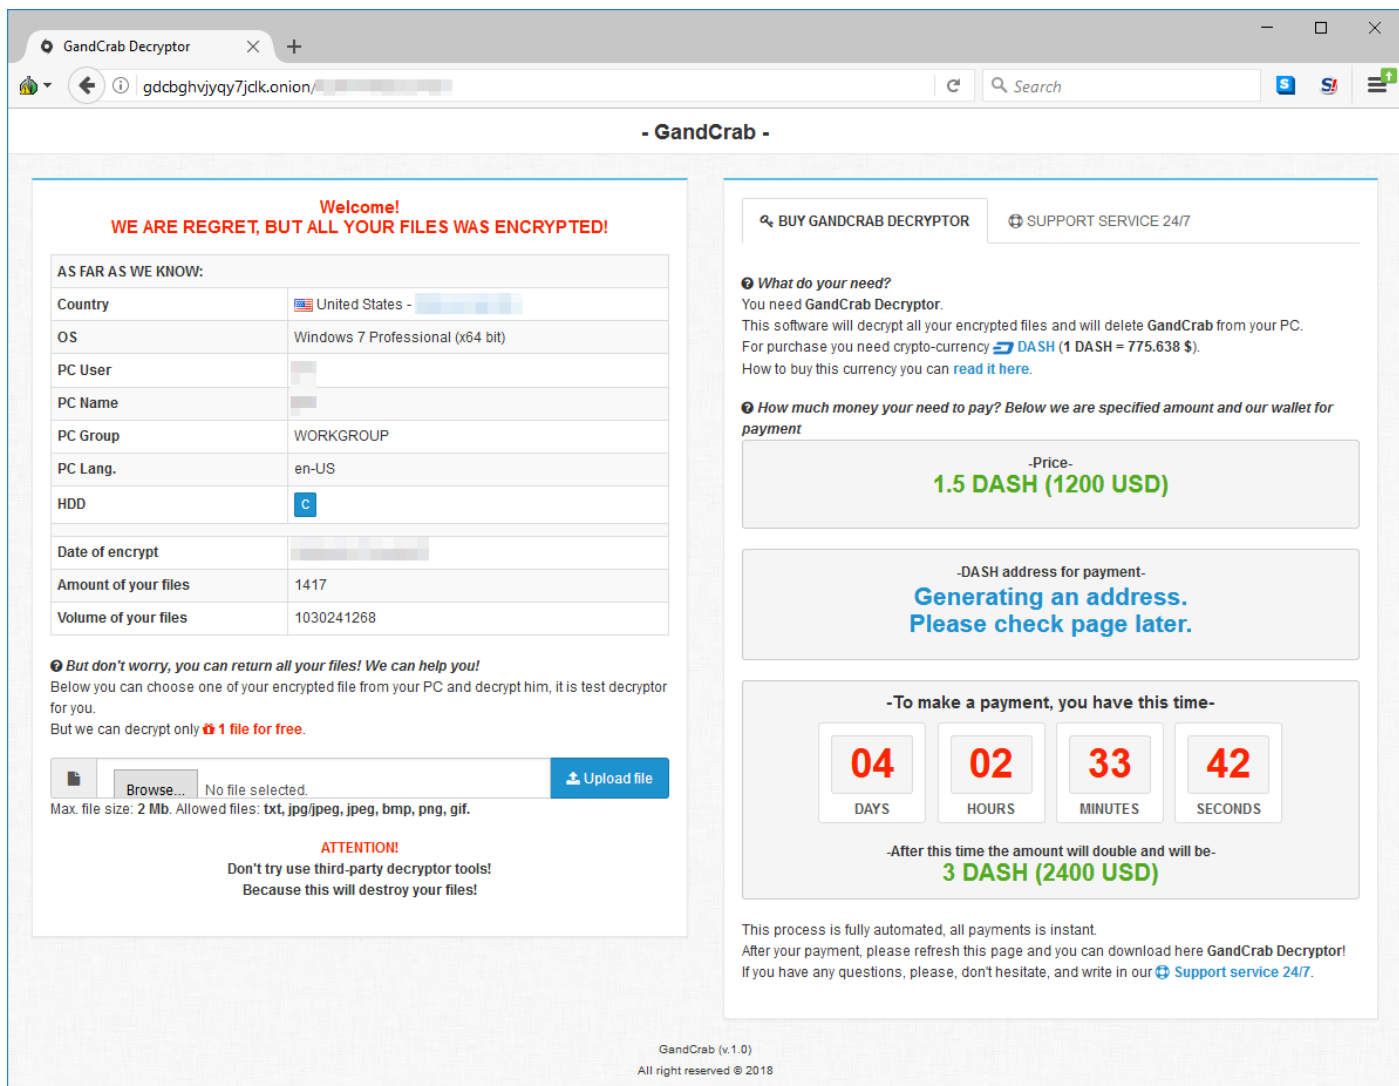 GandCrab Decryptor
gdcbghvjyqy7jclk.onion/
Search
- GandCrab -
Welcome!
WE ARE REGRET, BUT ALL YOUR FILES WAS ENCRYPTED!
AS FAR AS WE KNOW:
Country United States -
OS Windows 7 Professional (x64 bit)
PC User
PC Name
PC Group WORKGROUP
PC Lang. en-US
HDD C
Date of encrypt
Amount of your files 1417
Volume of your files 1030241268
But don't worry, you can return all your files! We can help you!
Below you can choose one of your encrypted file from your PC and decrypt him, it is test decryptor
for you.
But we can decrypt only 1 file for free.
Browse... No file selected. Upload file
Max. file size: 2 Mb. Allowed files: txt, jpg/jpeg, jpeg, bmp, png, gif.
ATTENTION!
Don't try use third-party decryptor tools!
Because this will destroy your files!
BUY GANDCRAB DECRYPTOR SUPPORT SERVICE 24/7
What do your need?
You need GandCrab Decryptor.
This software will decrypt all your encrypted files and will delete GandCrab from your PC.
For purchase you need crypto-currency DASH (1 DASH = 775.638 $).
How to buy this currency you can read it here.
How much money your need to pay? Below we are specified amount and our wallet for
payment
-Price-
1.5 DASH (1200 USD)
-DASH address for payment-
Generating an address.
Please check page later.
-To make a payment, you have this time-
04 02 33 42
DAYS HOURS MINUTES SECONDS
-After this time the amount will double and will be-
3 DASH (2400 USD)
This process is fully automated, all payments is instant.
After your payment, please refresh this page and you can download here GandCrab Decryptor!
If you have any questions, please, don't hesitate, and write in our Support service 24/7.
GandCrab (v.1.0)
All right reserved © 2018